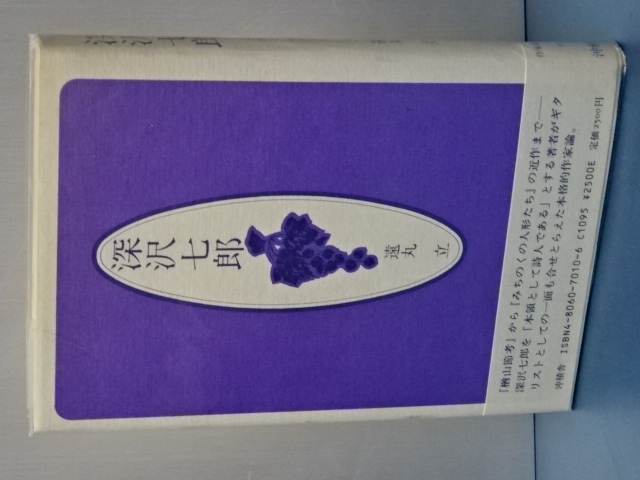 深沢七郎
遠丸 立
『楢山節考』から『みちのくの人形たち』の近作まで──
深沢七郎を「本領として詩人である」とする著者がギタ
リストとしての一面も合せとらえた本格的作家論。
沖積舎 ISBN4-8060-7010-6 C1095 ¥2500E 定価2500円